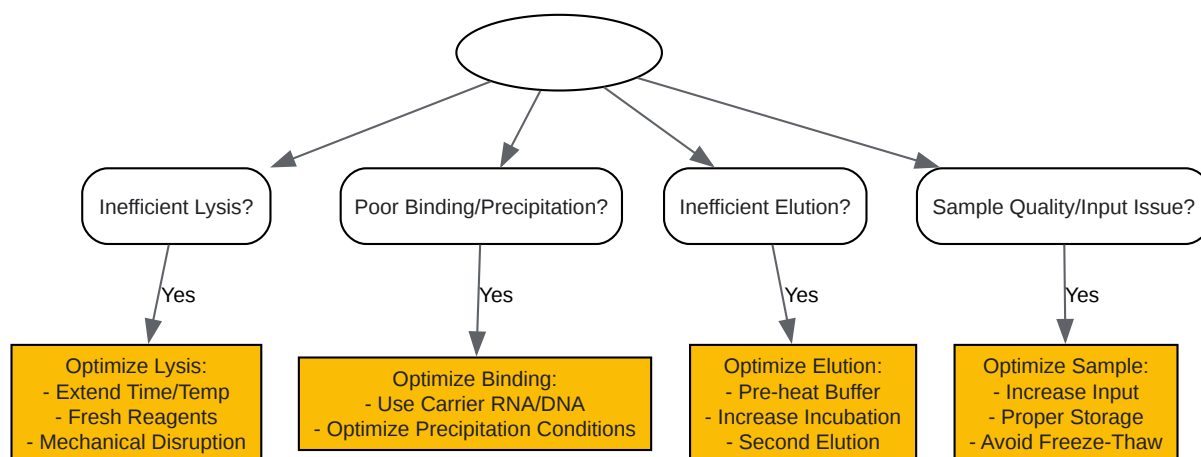 Inefficient Lysis?
Poor Binding/Precipitation?
Inefficient Elution?
Sample Quality/Input Issue?
Yes
Yes
Yes
Yes
Optimize Lysis:
- Extend Time/Temp
- Fresh Reagents
- Mechanical Disruption
Optimize Binding:
- Use Carrier RNA/DNA
- Optimize Precipitation Conditions
Optimize Elution:
- Pre-heat Buffer
- Increase Incubation
- Second Elution
Optimize Sample:
- Increase Input
- Proper Storage
- Avoid Freeze-Thaw